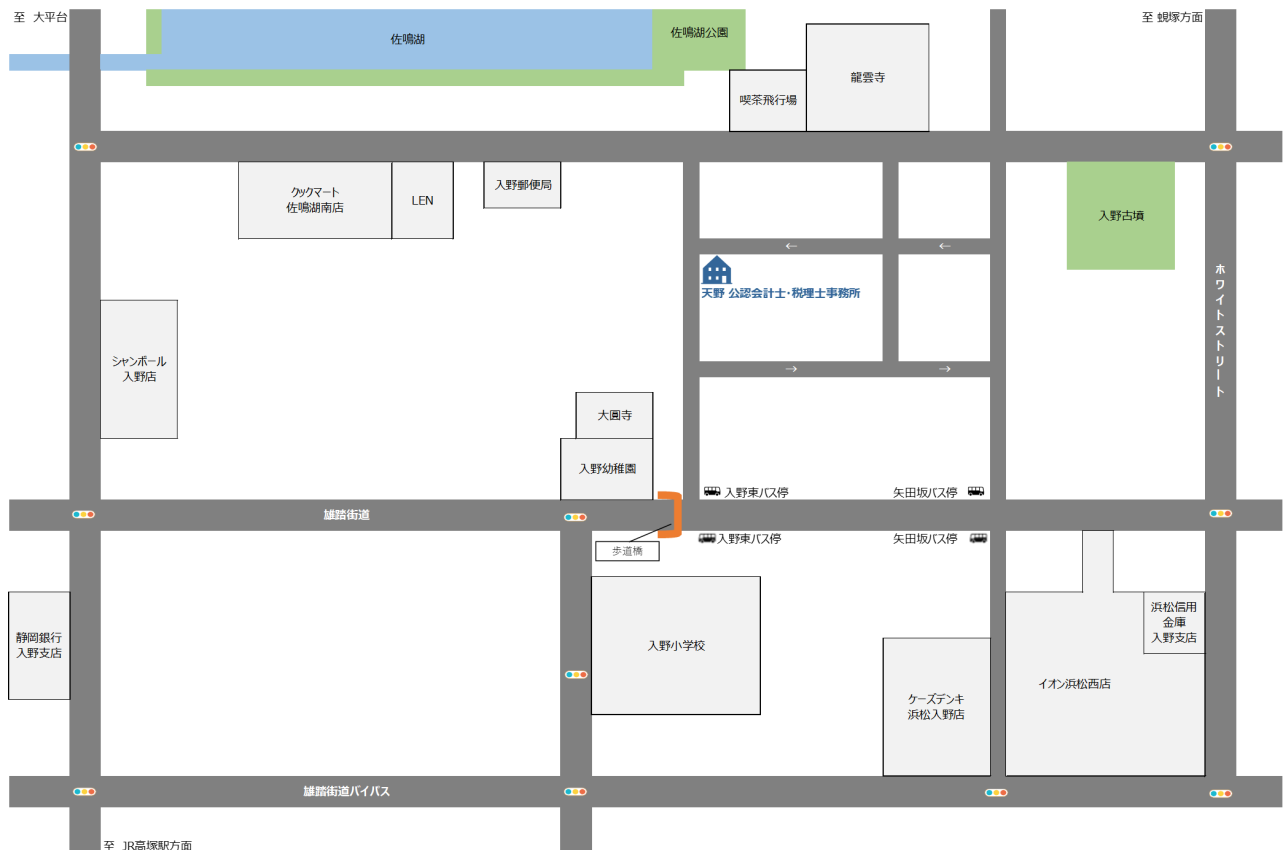 至 大平台
佐鳴湖
佐鳴湖公園
至 蜆塚方面
喫茶飛行場
龍雲寺
クックマート
佐鳴湖南店
LEN
入野郵便局
入野古墳
←
←
天野 公認会計士・税理士事務所
ホワイトストリート
シャンボール
入野店
→
→
大圓寺
入野幼稚園
入野東バス停
矢田坂バス停
雄踏街道
入野東バス停
矢田坂バス停
歩道橋
静岡銀行
入野支店
入野小学校
浜松信用
金庫
入野支店
イオン浜松西店
ケーズデンキ
浜松入野店
雄踏街道バイパス
至 JR高塚駅方面